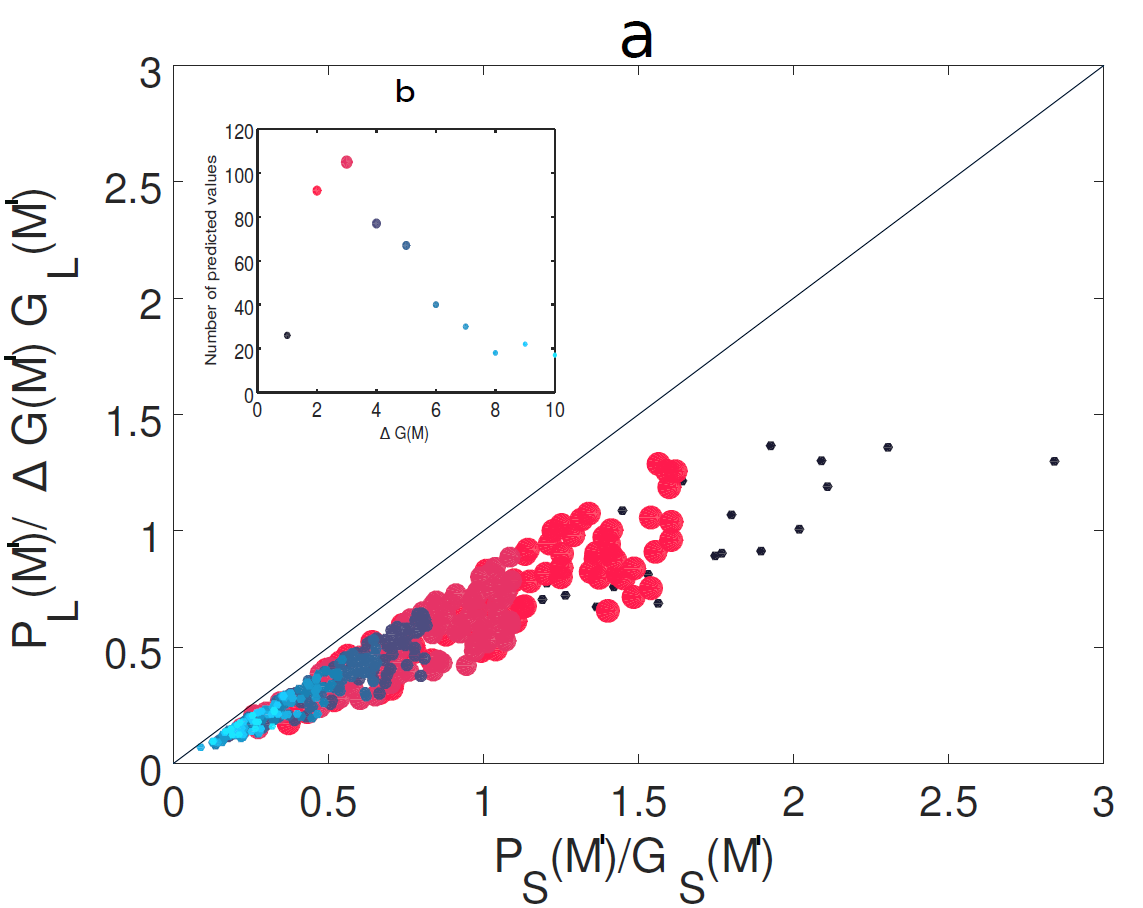 a
3
2.5
2
1.5
1
0.5
0
P_L(M')/ Δ G(M') G_L(M')
b
120
100
80
60
40
20
0
Number of predicted values
0 2 4 6 8 10
Δ G(M)
0 0.5 1 1.5 2 2.5 3
P_S(M')/G_S(M')